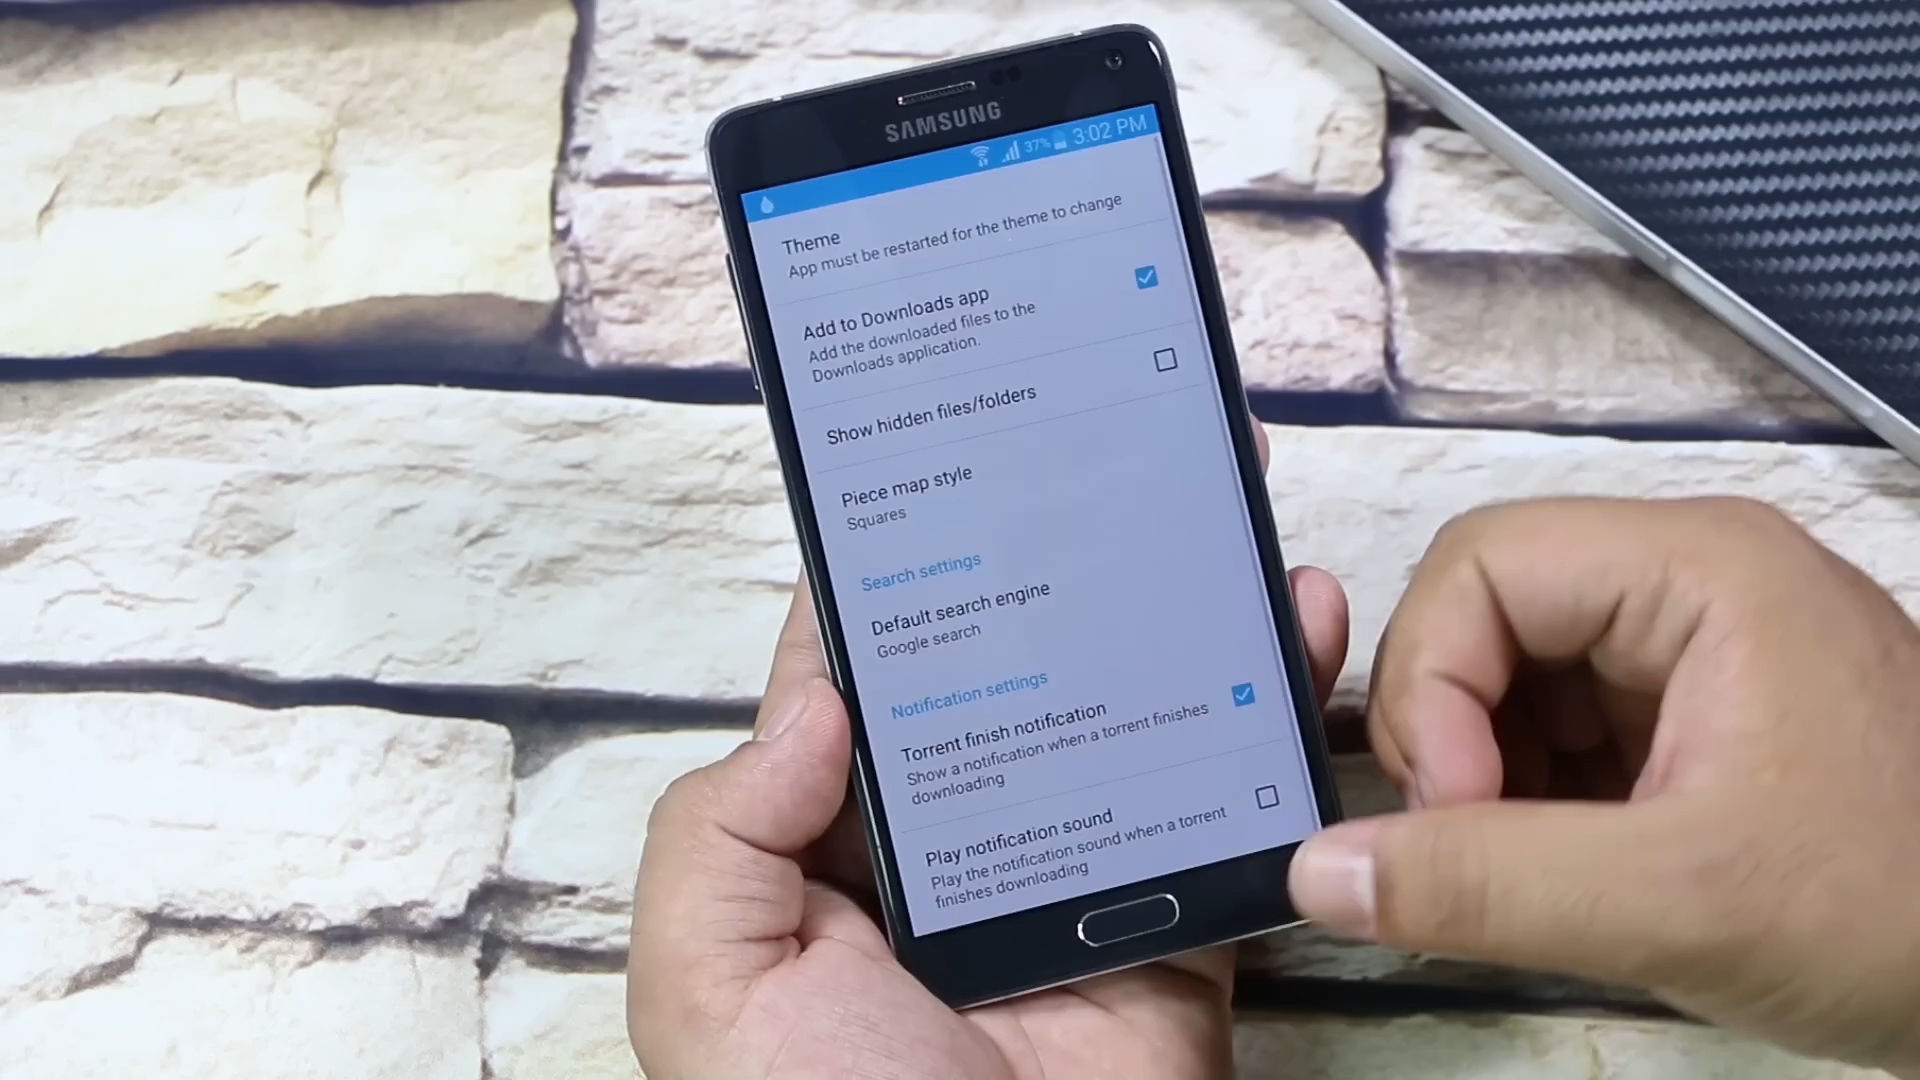 SAMSUNG
37% 3:02 PM
Theme
App must be restarted for the theme to change
Add to Downloads app
Add the downloaded files to the
Downloads application.
Show hidden files/folders
Piece map style
Squares
Search settings
Default search engine
Google search
Notification settings
Torrent finish notification
Show a notification when a torrent finishes
downloading
Play notification sound
Play the notification sound when a torrent
finishes downloading